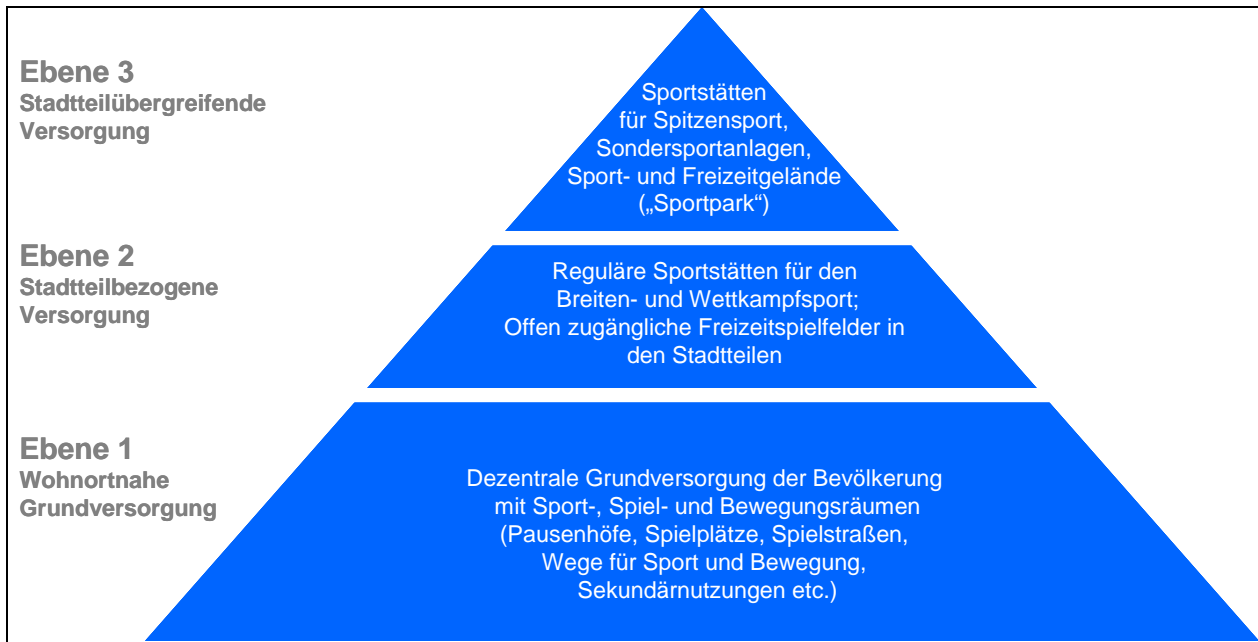 Ebene 3
Stadtteilübergreifende
Versorgung
Sportstätten
für Spitzensport,
Sondersportanlagen,
Sport- und Freizeitgelände
(„Sportpark“)
Ebene 2
Stadtteilbezogene
Versorgung
Reguläre Sportstätten für den
Breiten- und Wettkampfsport;
Offen zugängliche Freizeitspielfelder in
den Stadtteilen
Ebene 1
Wohnortnahe
Grundversorgung
Dezentrale Grundversorgung der Bevölkerung
mit Sport-, Spiel- und Bewegungsräumen
(Pausenhöfe, Spielplätze, Spielstraßen,
Wege für Sport und Bewegung,
Sekundärnutzungen etc.)